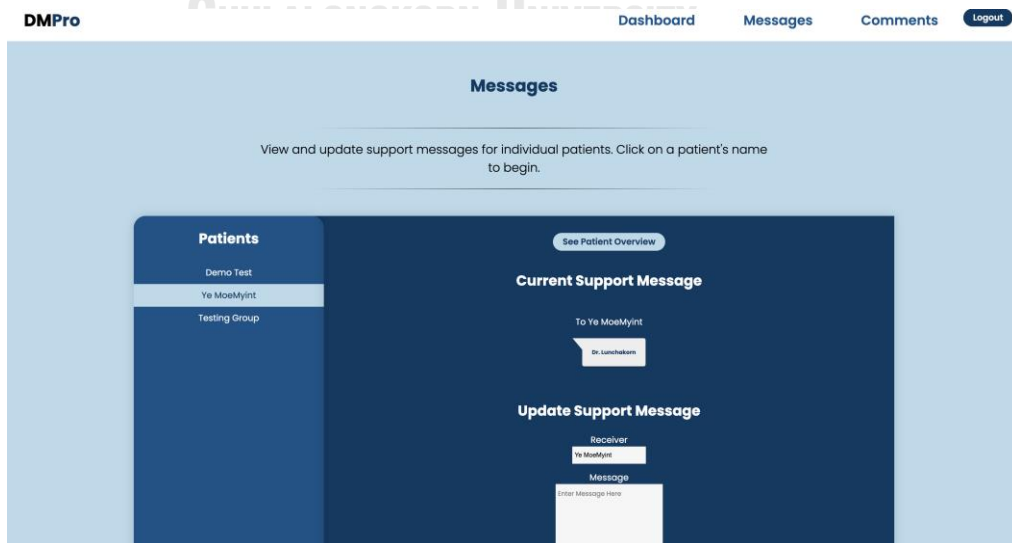 DMPro
Dashboard
Messages
Comments
Logout
Messages
View and update support messages for individual patients. Click on a patient's name
to begin.
Patients
Demo Test
Ye MoeMyint
Testing Group
See Patient Overview
Current Support Message
To Ye MoeMyint
Dr. Lunchakorn
Update Support Message
Receiver
Ye MoeMyint
Message
Enter Message Here